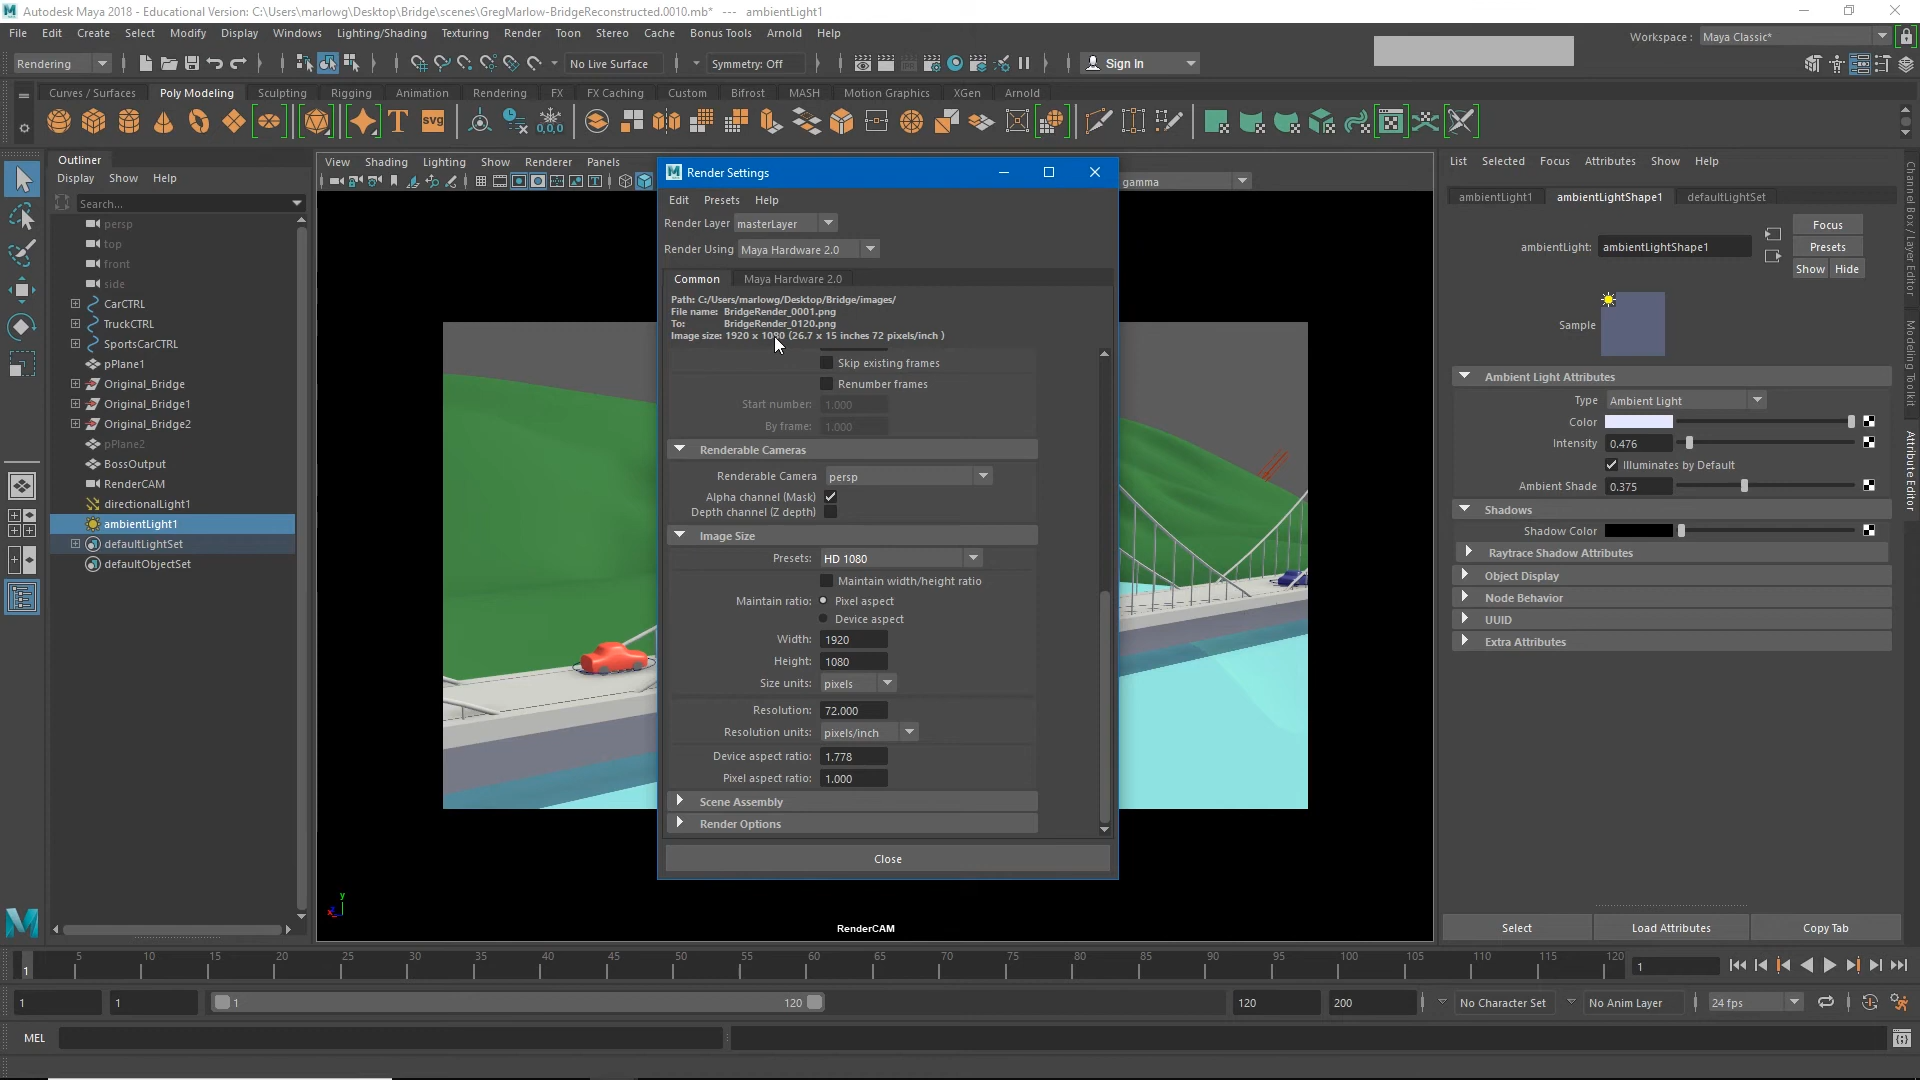 Autodesk Maya 2018 - Educational Version: C:\Users\marlowg\Desktop\Bridge\scenes\GregMarlow-BridgeReconstructed.0010.mb* --- ambientLight1
File Edit Create Select Modify Display Windows Lighting/Shading Texturing Render Toon Stereo Cache Bonus Tools Arnold Help
Workspace : Maya Classic*
Rendering No Live Surface Symmetry: Off Sign In
Curves / Surfaces Poly Modeling Sculpting Rigging Animation Rendering FX FX Caching Custom Bifrost MASH Motion Graphics XGen Arnold
T SVG 0,0,0
Outliner
Display Show Help
Search...
persp
top
front
side
CarCTRL
TruckCTRL
SportsCarCTRL
pPlane1
Original_Bridge
Original_Bridge1
Original_Bridge2
pPlane2
BossOutput
RenderCAM
directionalLight1
ambientLight1
defaultLightSet
defaultObjectSet
View Shading Lighting Show Renderer Panels
gamma
Render Settings
Edit Presets Help
Render Layer masterLayer
Render Using Maya Hardware 2.0
Common Maya Hardware 2.0
Path: C:/Users/marlowg/Desktop/Bridge/images/
File name: BridgeRender_0001.png
To: BridgeRender_0120.png
Image size: 1920 x 1080 (26.7 x 15 inches 72 pixels/inch )
Skip existing frames
Renumber frames
Start number: 1.000
By frame: 1.000
Renderable Cameras
Renderable Camera persp
Alpha channel (Mask)
Depth channel (Z depth)
Image Size
Presets: HD 1080
Maintain width/height ratio
Maintain ratio: Pixel aspect
Device aspect
Width: 1920
Height: 1080
Size units: pixels
Resolution: 72.000
Resolution units: pixels/inch
Device aspect ratio: 1.778
Pixel aspect ratio: 1.000
Scene Assembly
Render Options
Close
y
x z
RenderCAM
List Selected Focus Attributes Show Help
ambientLight1 ambientLightShape1 defaultLightSet
Focus
ambientLight: ambientLightShape1 Presets
Show Hide
Sample
Ambient Light Attributes
Type Ambient Light
Color
Intensity 0.476
Illuminates by Default
Ambient Shade 0.375
Shadows
Shadow Color
Raytrace Shadow Attributes
Object Display
Node Behavior
UUID
Extra Attributes
Select Load Attributes Copy Tab
Channel Box / Layer Editor
Modeling Toolkit
Attribute Editor
1 5 10 15 20 25 30 35 40 45 50 55 60 65 70 75 80 85 90 95 100 105 110 115 120 1
1 1 1 120 120 200 No Character Set No Anim Layer 24 fps
MEL